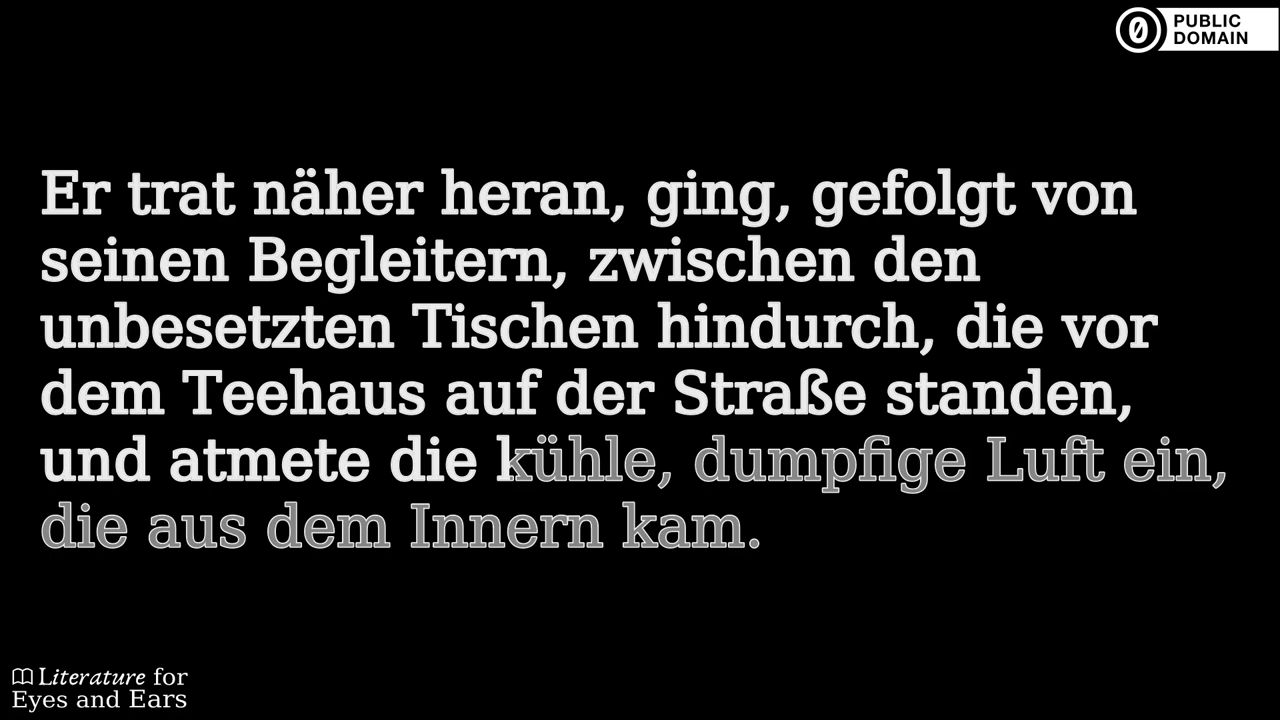 PUBLIC
DOMAIN
Er trat näher heran, ging, gefolgt von
seinen Begleitern, zwischen den
unbesetzten Tischen hindurch, die vor
dem Teehaus auf der Straße standen,
und atmete die kühle, dumpfige Luft ein,
die aus dem Innern kam.
Literature for
Eyes and Ears